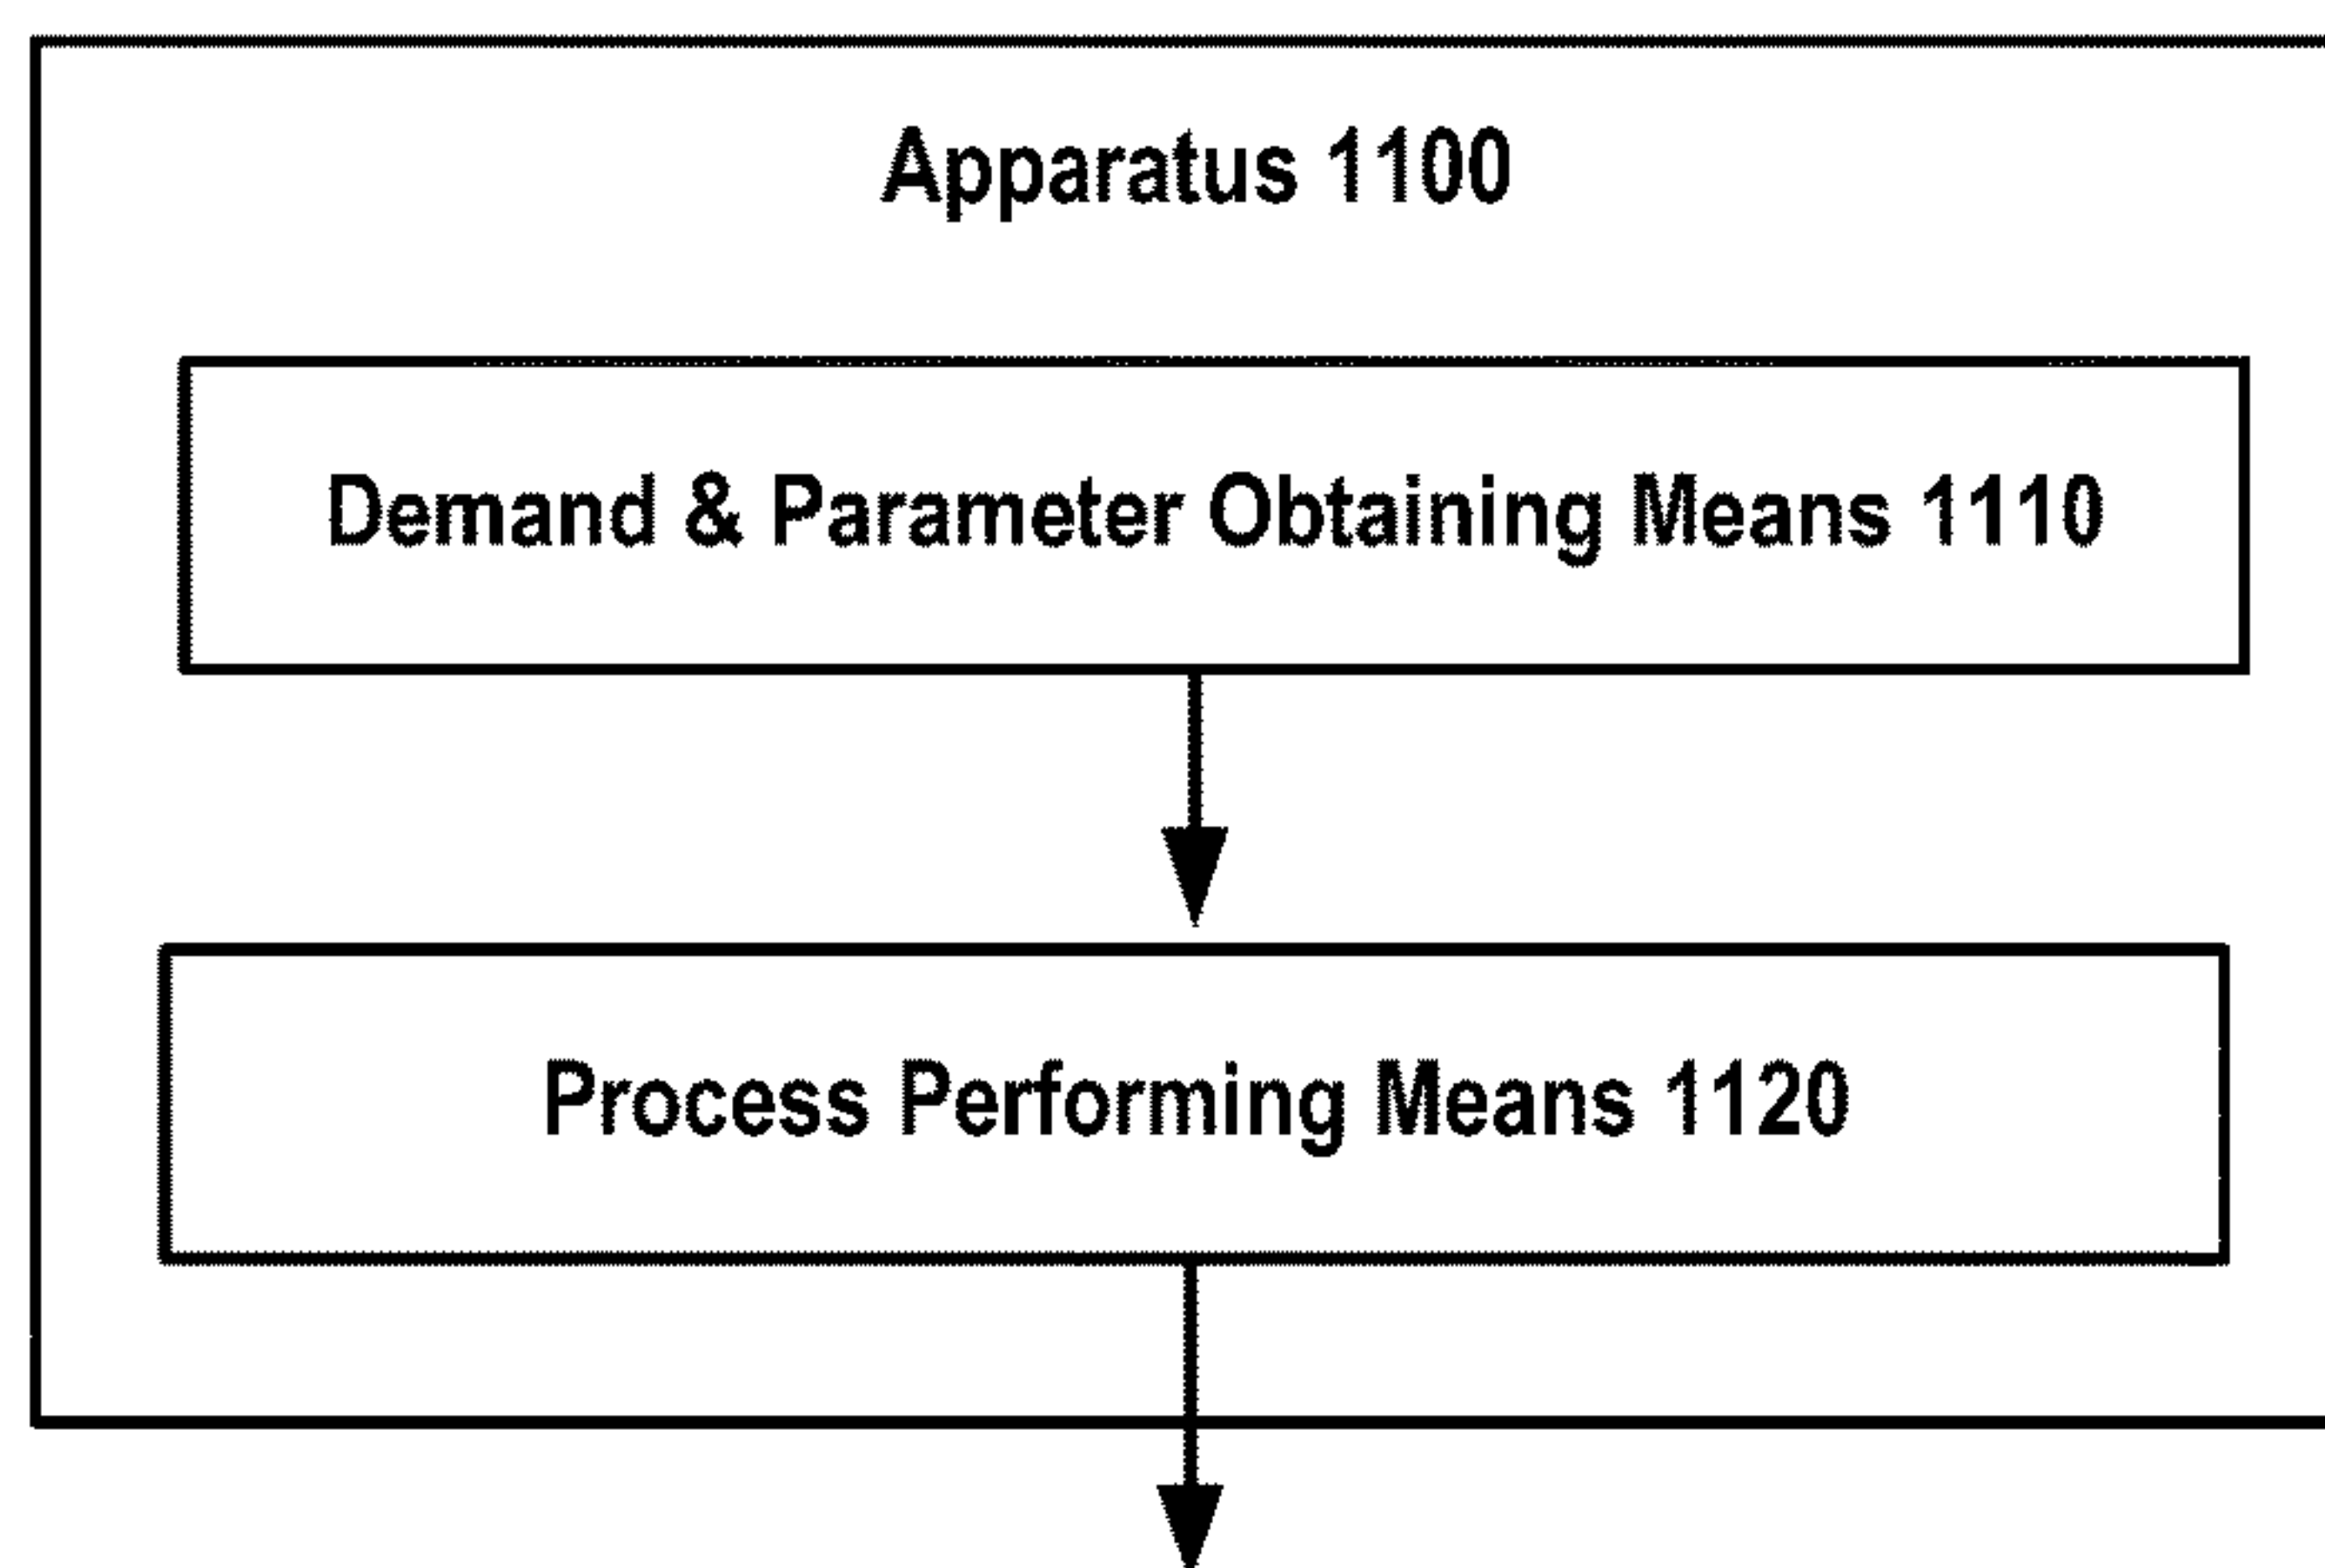 Apparatus 1100
Demand & Parameter Obtaining Means 1110
Process Performing Means 1120